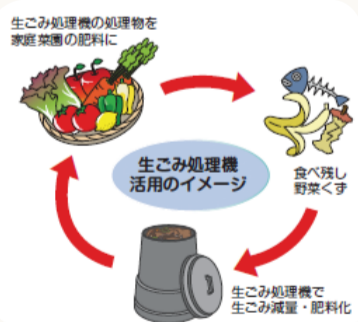 生ごみ処理機の処理物を
家庭菜園の肥料に
生ごみ処理機
活用のイメージ
食べ残し
野菜くず
生ごみ処理機で
生ごみ減量・肥料化